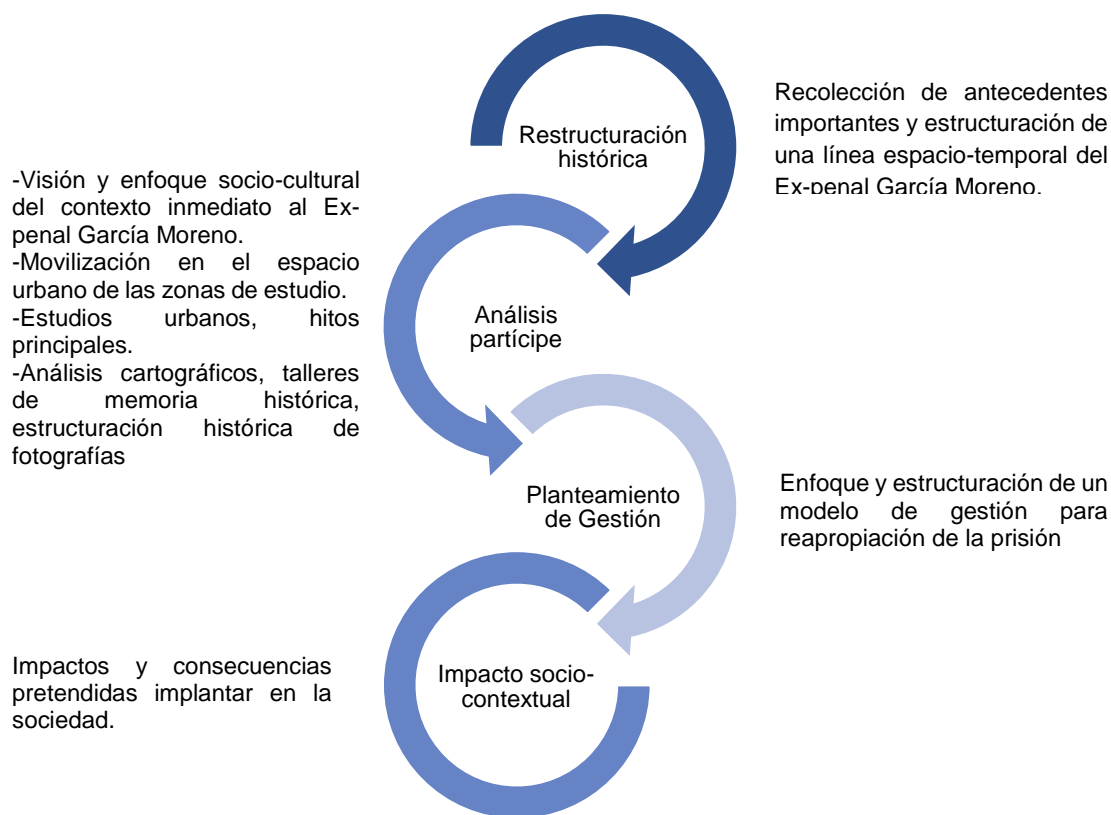 Restructuración
histórica
Recolección de antecedentes
importantes y estructuración de
una línea espacio-temporal del
Ex-penal García Moreno.
-Visión y enfoque socio-cultural
del contexto inmediato al Ex-
penal García Moreno.
-Movilización en el espacio
urbano de las zonas de estudio.
-Estudios urbanos, hitos
principales.
-Análisis cartográficos, talleres
de memoria histórica,
estructuración histórica de
fotografías
Análisis
partícipe
Planteamiento
de Gestión
Enfoque y estructuración de un
modelo de gestión para
reapropiación de la prisión
Impacto socio-
contextual
Impactos y consecuencias
pretendidas implantar en la
sociedad.